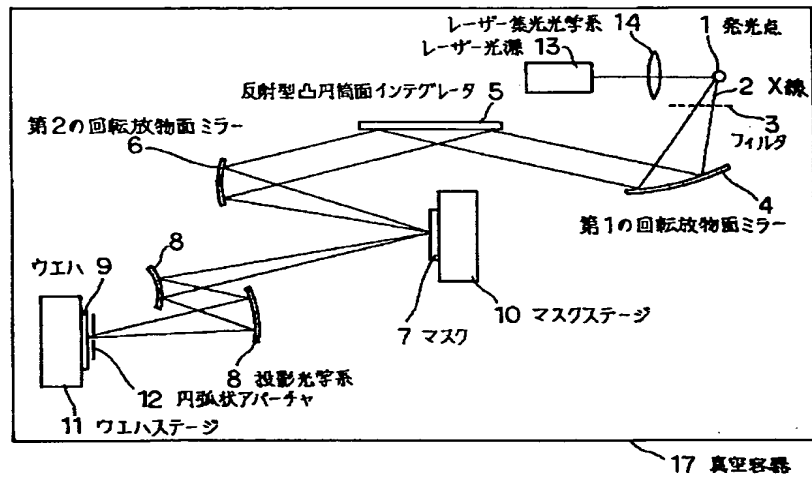 レーザー集光光学系 14
レーザー光源 13
1 発光点
2 X線
3
フィルタ
4
第1の回転放物面ミラー
反射型凸円筒面インテグレータ 5
第2の回転放物面ミラー
6
8
ウエハ 9
7 マスク
10 マスクステージ
8 投影光学系
12 円弧状アパーチャ
11 ウエハステージ
17 真空容器